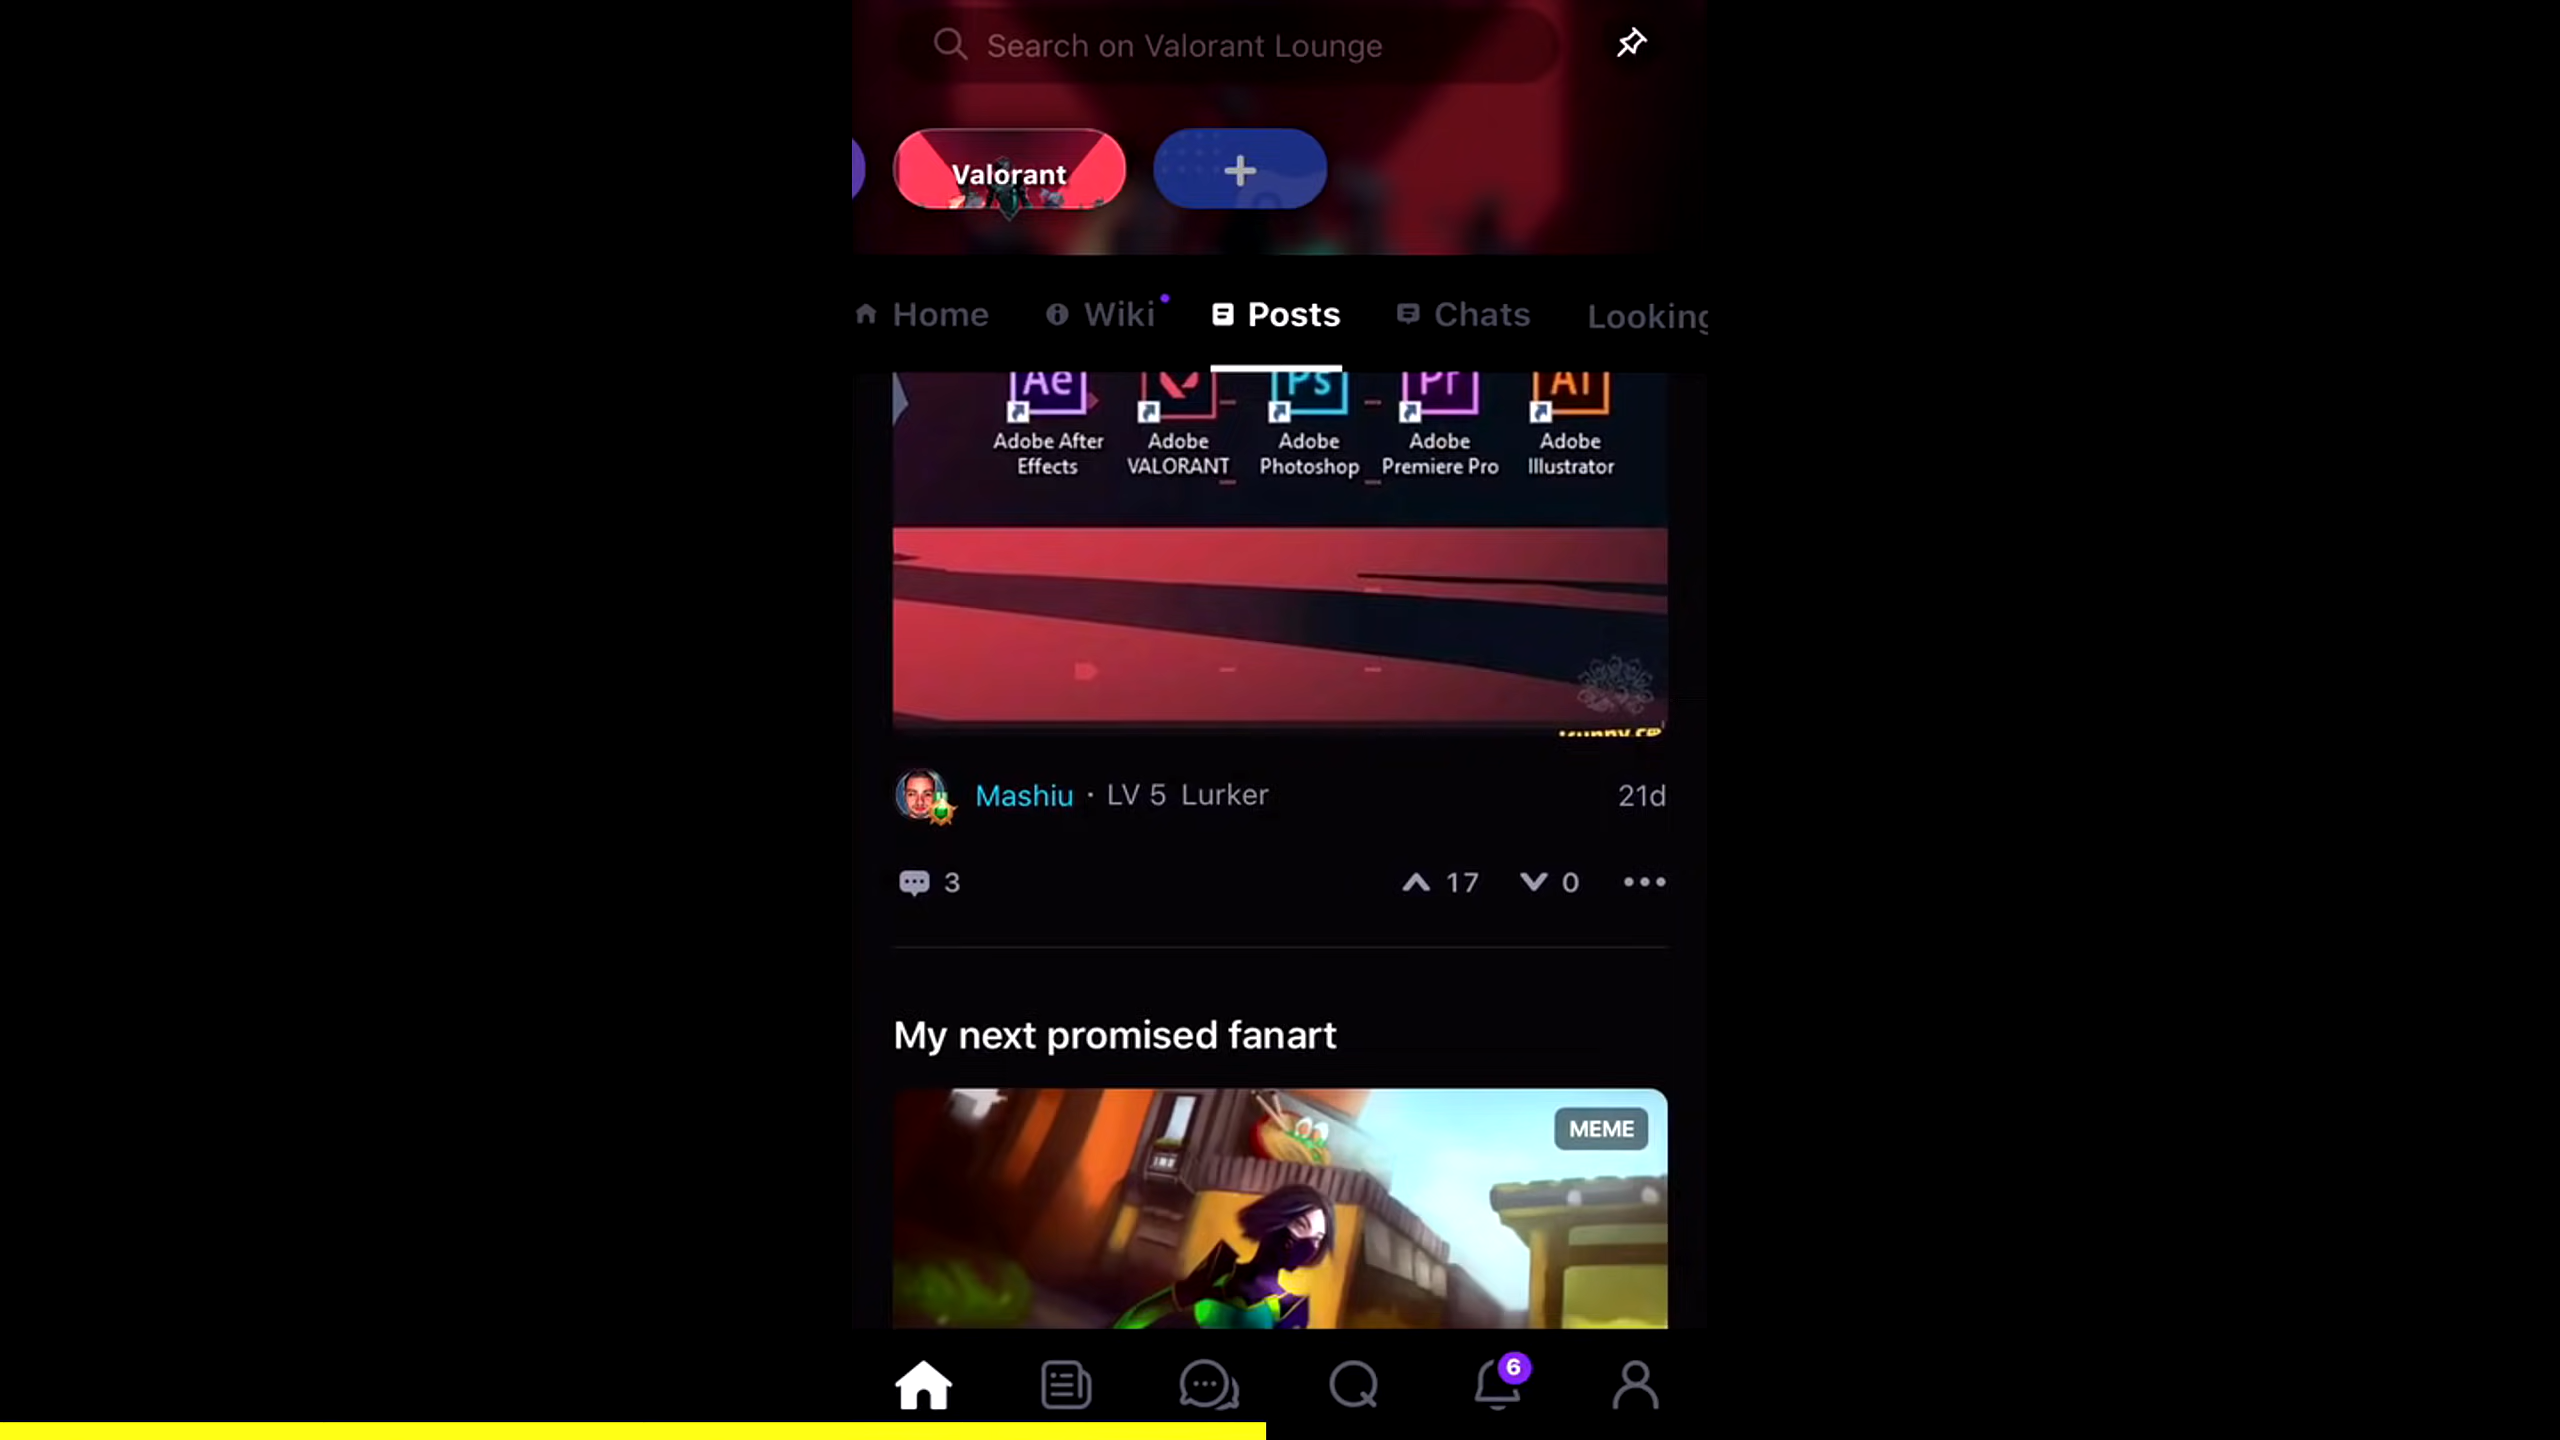 Search on Valorant Lounge
Valorant
Home Wiki Posts Chats Looking
Ae Ps Pr Ai
Adobe After Effects
Adobe VALORANT
Adobe Photoshop
Adobe Premiere Pro
Adobe Illustrator
Mashiu · LV 5 Lurker 21d
3 17 0
My next promised fanart
MEME
6